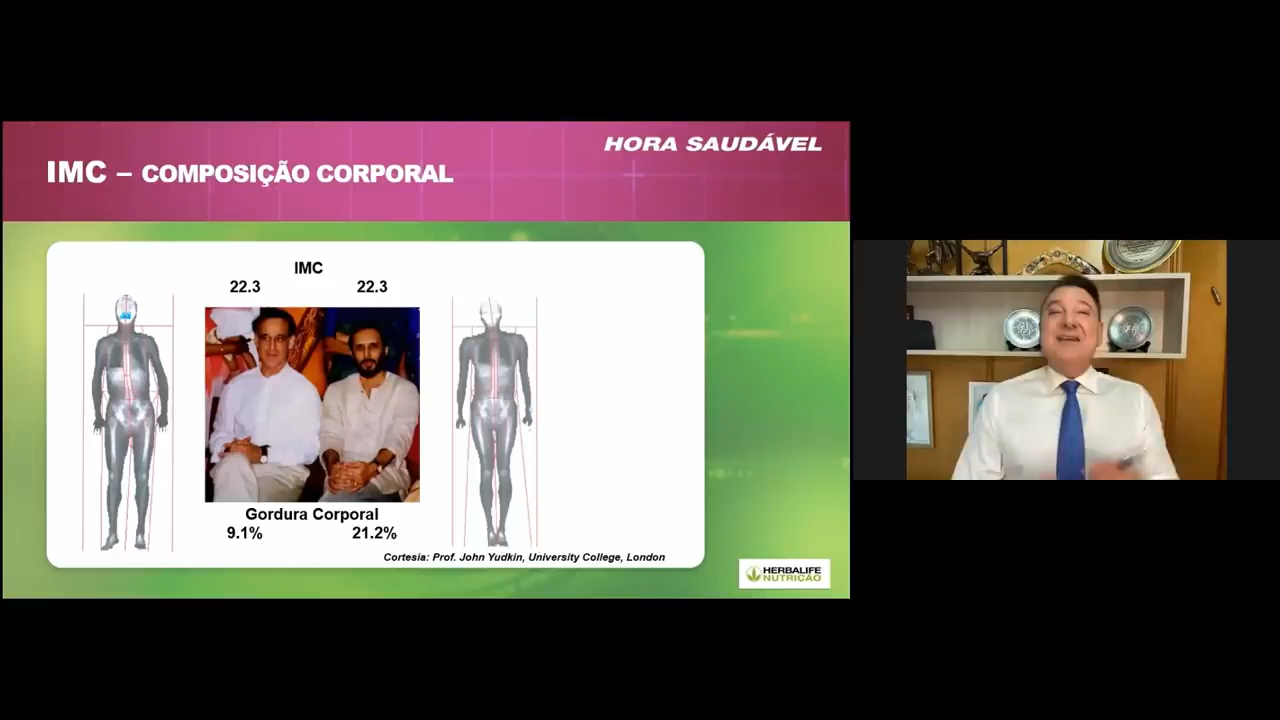 HORA SAUDÁVEL
IMC – COMPOSIÇÃO CORPORAL
IMC
22.3 22.3
Gordura Corporal
9.1% 21.2%
Cortesia: Prof. John Yudkin, University College, London
HERBALIFE
NUTRIÇÃO